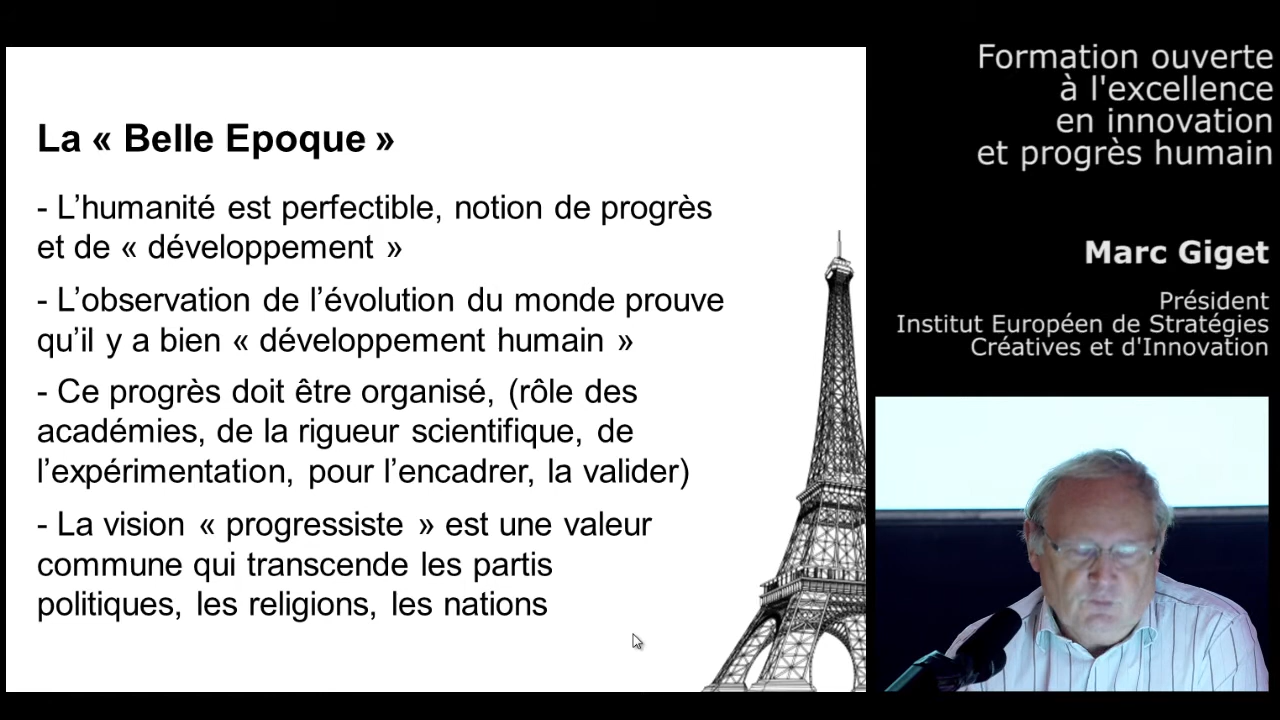 La « Belle Epoque »
- L’humanité est perfectible, notion de progrès
et de « développement »
- L’observation de l’évolution du monde prouve
qu’il y a bien « développement humain »
- Ce progrès doit être organisé, (rôle des
académies, de la rigueur scientifique, de
l’expérimentation, pour l’encadrer, la valider)
- La vision « progressiste » est une valeur
commune qui transcende les partis
politiques, les religions, les nations
Formation ouverte
à l'excellence
en innovation
et progrès humain
Marc Giget
Président
Institut Européen de Stratégies
Créatives et d'Innovation